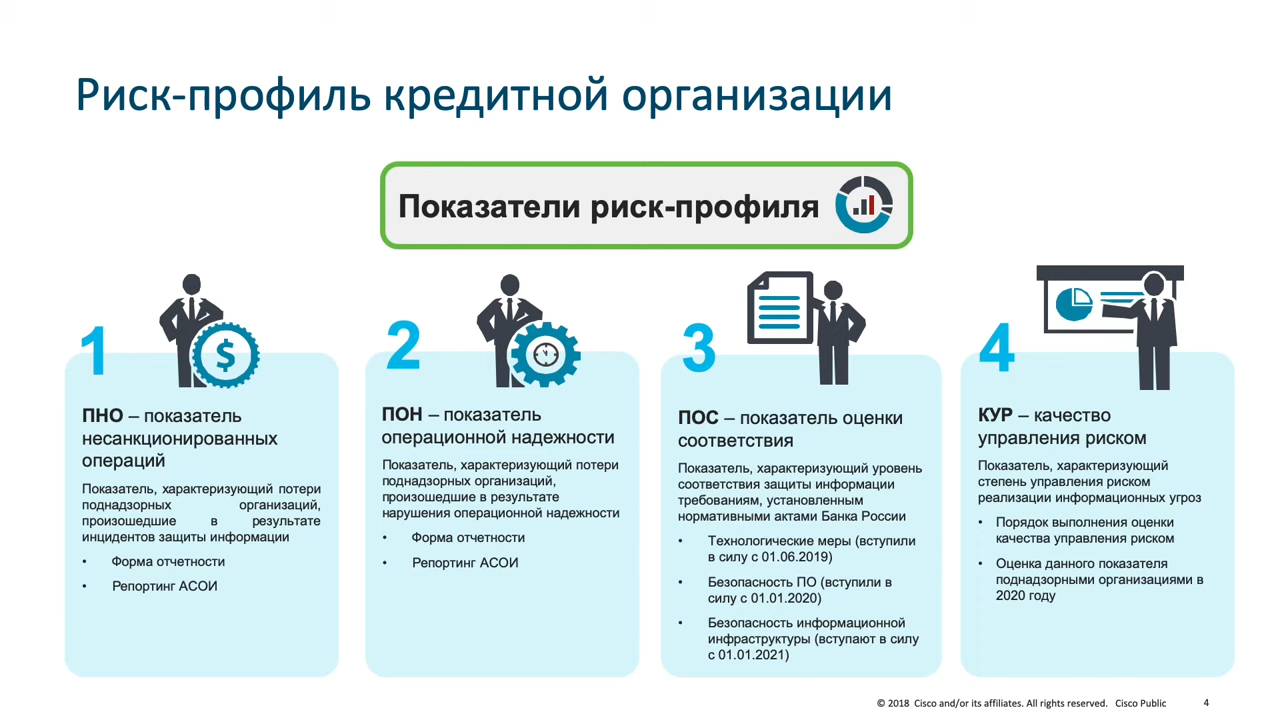 Риск-профиль кредитной организации
Показатели риск-профиля
1
ПНО – показатель
несанкционированных
операций
Показатель, характеризующий потери
поднадзорных организаций,
произошедшие в результате
инцидентов защиты информации
• Форма отчетности
• Репортинг АСОИ
2
ПОН – показатель
операционной надежности
Показатель, характеризующий потери
поднадзорных организаций,
произошедшие в результате
нарушения операционной надежности
• Форма отчетности
• Репортинг АСОИ
3
ПОС – показатель оценки
соответствия
Показатель, характеризующий уровень
соответствия защиты информации
требованиям, установленным
нормативными актами Банка России
• Технологические меры (вступили
в силу с 01.06.2019)
• Безопасность ПО (вступили в
силу с 01.01.2020)
• Безопасность информационной
инфраструктуры (вступают в силу
с 01.01.2021)
4
КУР – качество
управления риском
Показатель, характеризующий
степень управления риском
реализации информационных угроз
• Порядок выполнения оценки
качества управления риском
• Оценка данного показателя
поднадзорными организациями в
2020 году
© 2018 Cisco and/or its affiliates. All rights reserved. Cisco Public 4